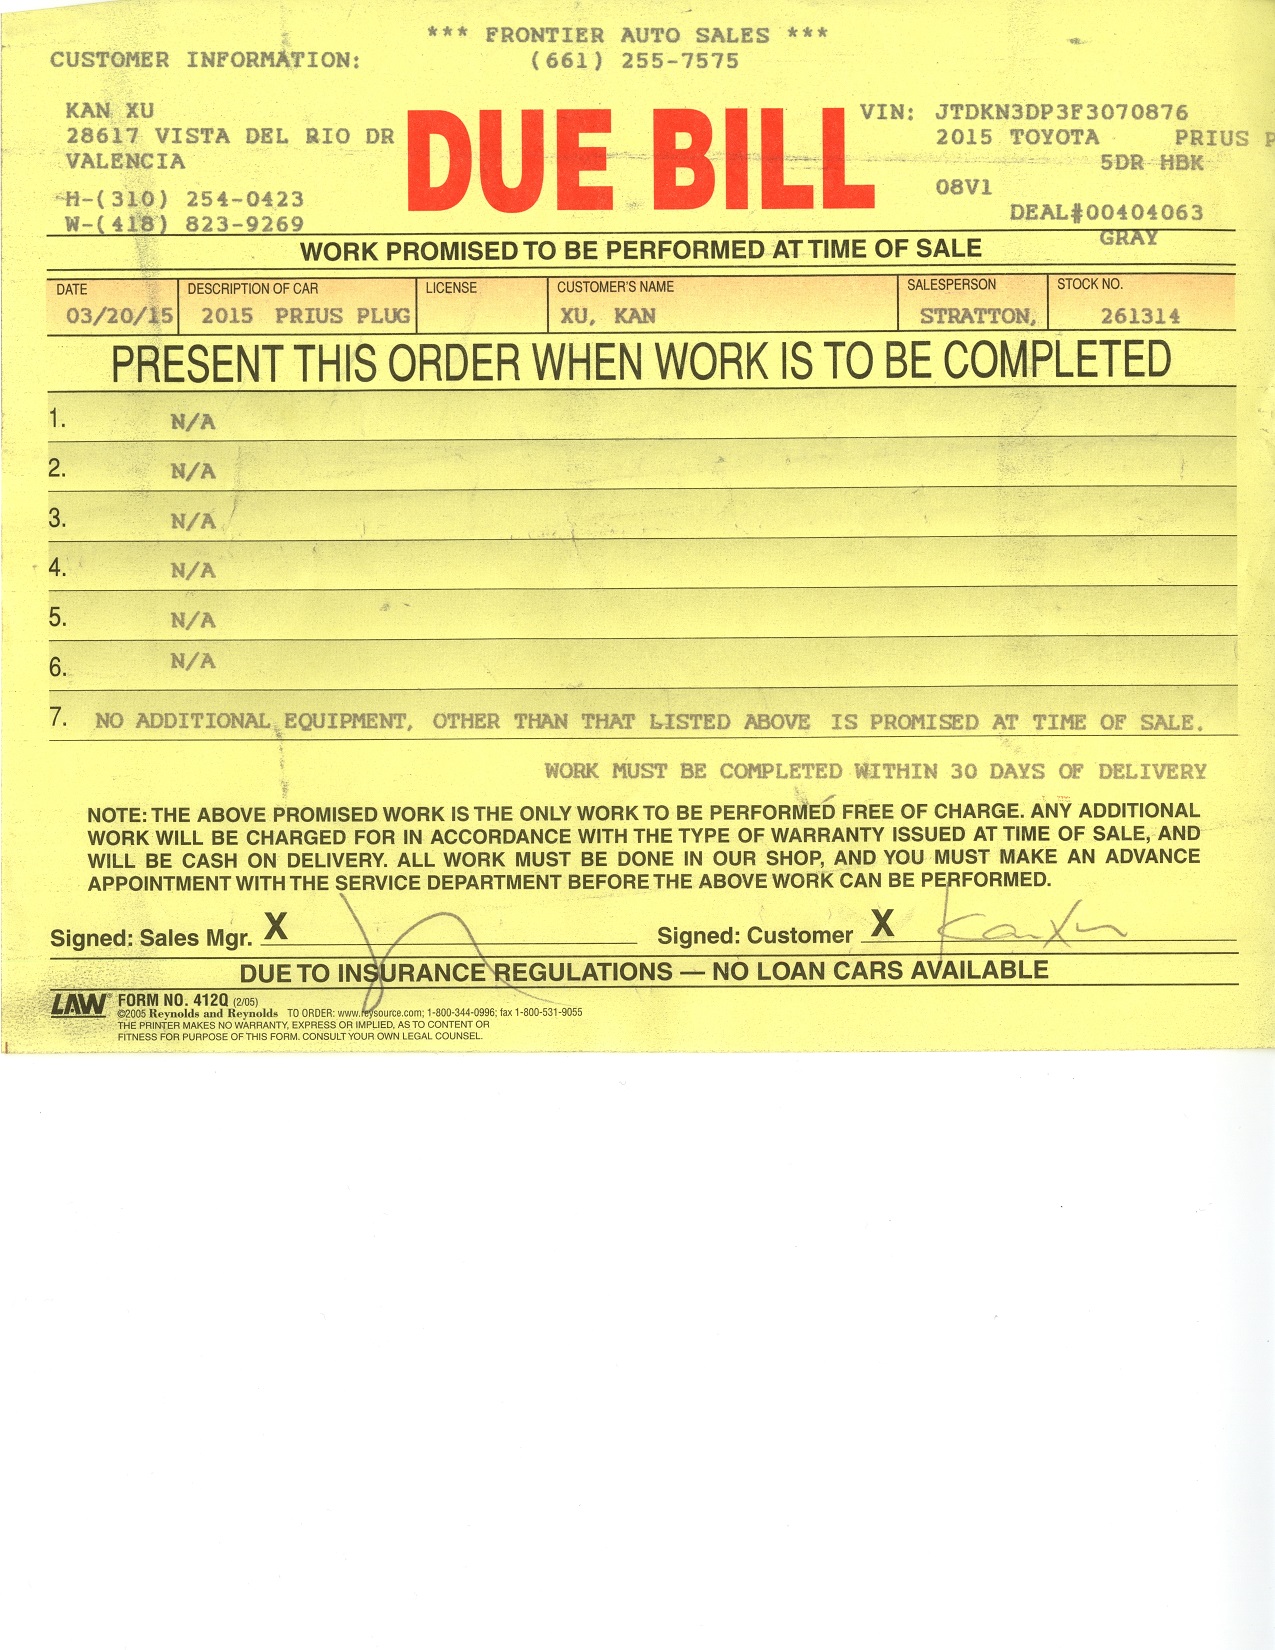 *** FRONTIER AUTO SALES ***
CUSTOMER INFORMATION: (661) 255-7575
KAN XU
28617 VISTA DEL RIO DR
VALENCIA
H-(310) 254-0423
W-(418) 823-9269
DUE BILL
VIN: JTDKN3DP3F3070876
2015 TOYOTA PRIUS P
5DR HBK
08V1
DEAL#00404063
GRAY
WORK PROMISED TO BE PERFORMED AT TIME OF SALE
DATE DESCRIPTION OF CAR LICENSE CUSTOMER'S NAME SALESPERSON STOCK NO.
03/20/15 2015 PRIUS PLUG XU, KAN STRATTON, 261314
PRESENT THIS ORDER WHEN WORK IS TO BE COMPLETED
1. N/A
2. N/A
3. N/A
4. N/A
5. N/A
6. N/A
7. NO ADDITIONAL EQUIPMENT, OTHER THAN THAT LISTED ABOVE IS PROMISED AT TIME OF SALE.
WORK MUST BE COMPLETED WITHIN 30 DAYS OF DELIVERY
NOTE: THE ABOVE PROMISED WORK IS THE ONLY WORK TO BE PERFORMED FREE OF CHARGE. ANY ADDITIONAL
WORK WILL BE CHARGED FOR IN ACCORDANCE WITH THE TYPE OF WARRANTY ISSUED AT TIME OF SALE, AND
WILL BE CASH ON DELIVERY. ALL WORK MUST BE DONE IN OUR SHOP, AND YOU MUST MAKE AN ADVANCE
APPOINTMENT WITH THE SERVICE DEPARTMENT BEFORE THE ABOVE WORK CAN BE PERFORMED.
Signed: Sales Mgr. X Signed: Customer X Kan Xu
DUE TO INSURANCE REGULATIONS — NO LOAN CARS AVAILABLE
LAW® FORM NO. 412Q (2/05)
©2005 Reynolds and Reynolds TO ORDER: www.reysource.com; 1-800-344-0996; fax 1-800-531-9055
THE PRINTER MAKES NO WARRANTY, EXPRESS OR IMPLIED, AS TO CONTENT OR
FITNESS FOR PURPOSE OF THIS FORM. CONSULT YOUR OWN LEGAL COUNSEL.